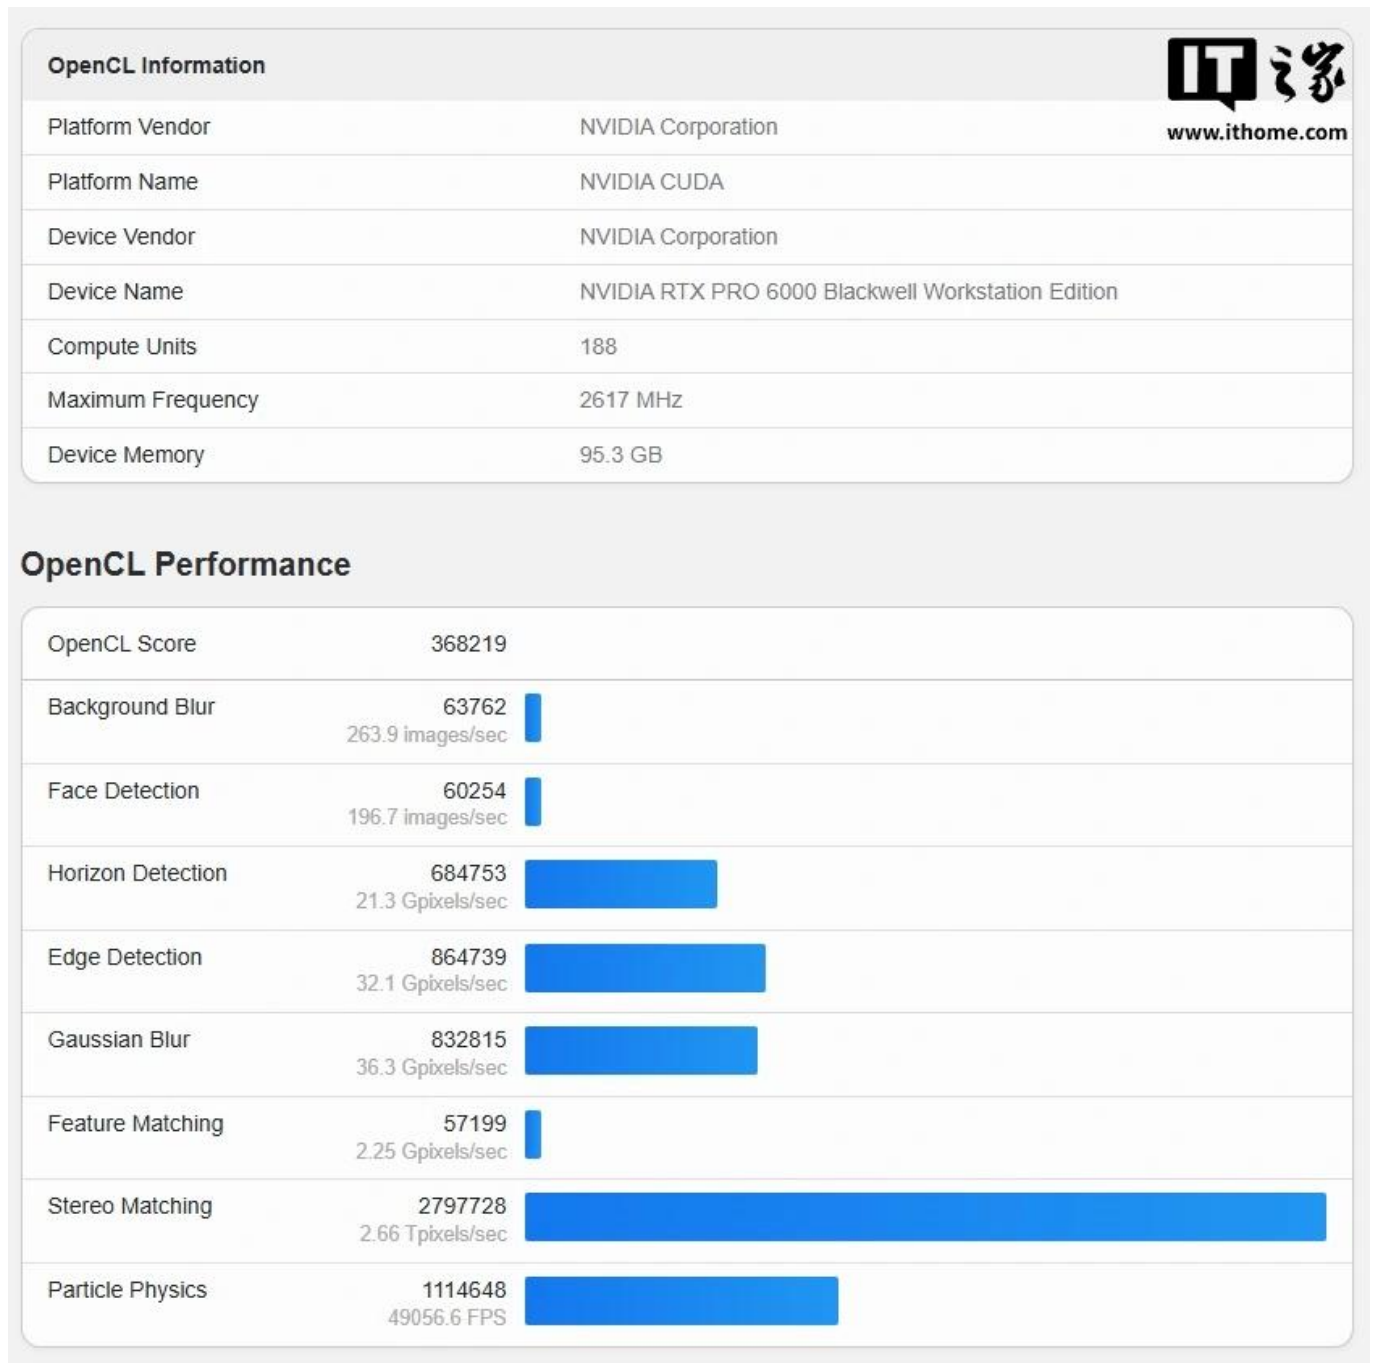 OpenCL Information
IT之家
www.ithome.com
Platform Vendor NVIDIA Corporation
Platform Name NVIDIA CUDA
Device Vendor NVIDIA Corporation
Device Name NVIDIA RTX PRO 6000 Blackwell Workstation Edition
Compute Units 188
Maximum Frequency 2617 MHz
Device Memory 95.3 GB
OpenCL Performance
OpenCL Score 368219
Background Blur 63762
263.9 images/sec
Face Detection 60254
196.7 images/sec
Horizon Detection 684753
21.3 Gpixels/sec
Edge Detection 864739
32.1 Gpixels/sec
Gaussian Blur 832815
36.3 Gpixels/sec
Feature Matching 57199
2.25 Gpixels/sec
Stereo Matching 2797728
2.66 Tpixels/sec
Particle Physics 1114648
49056.6 FPS